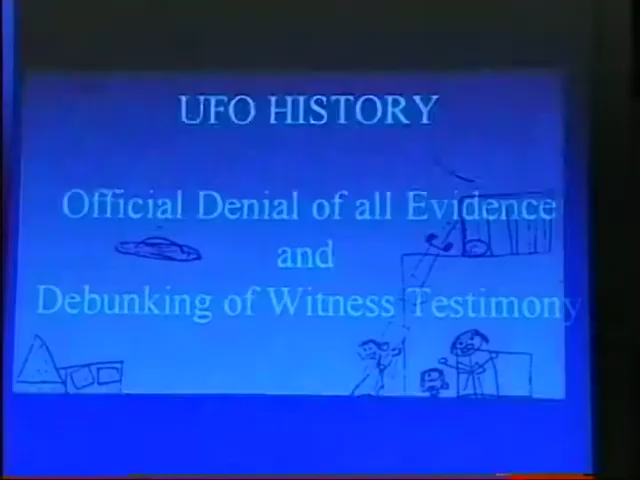 UFO HISTORY
Official Denial of all Evidence
and
Debunking of Witness Testimony